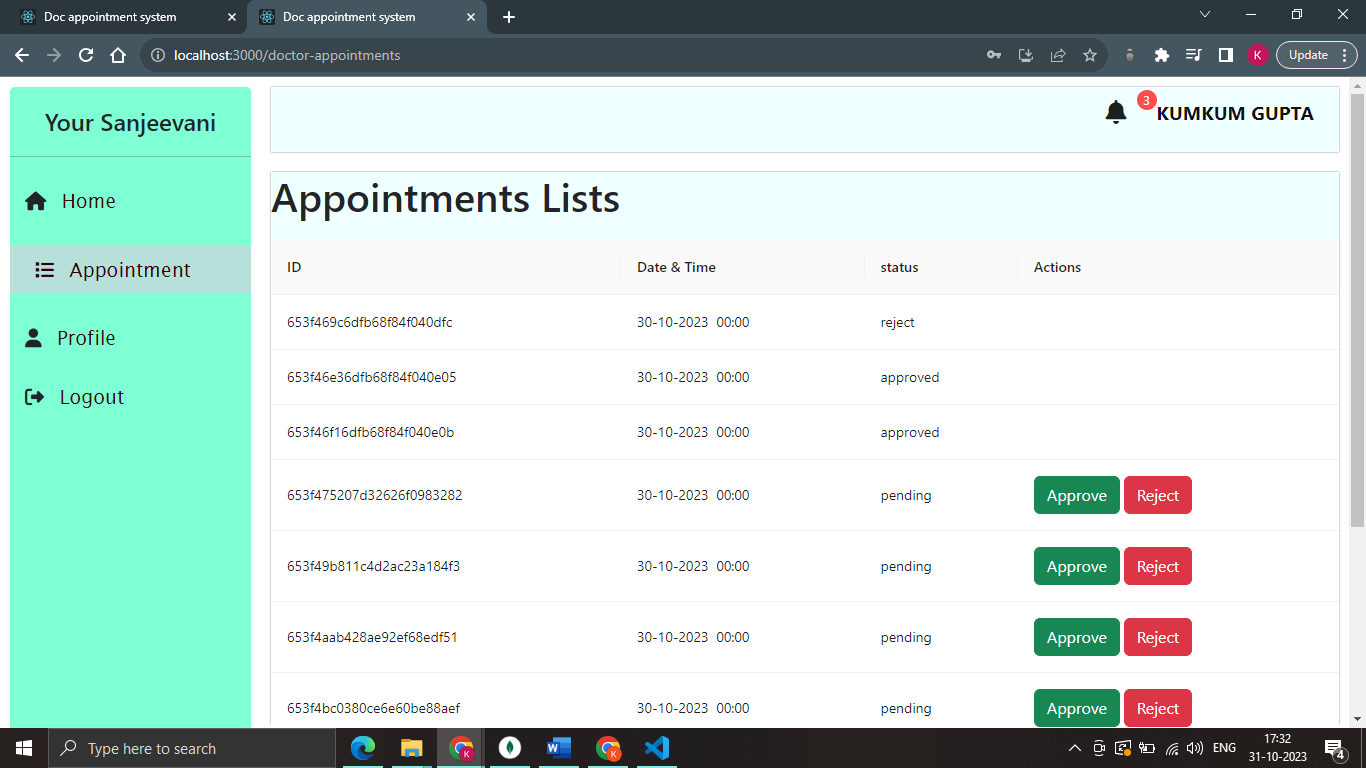 Doc appointment system
Doc appointment system
localhost:3000/doctor-appointments
K
Update
Your Sanjeevani
Home
Appointment
Profile
Logout
3
KUMKUM GUPTA
Appointments Lists
ID Date & Time status Actions
653f469c6dfb68f84f040dfc 30-10-2023 00:00 reject
653f46e36dfb68f84f040e05 30-10-2023 00:00 approved
653f46f16dfb68f84f040e0b 30-10-2023 00:00 approved
653f475207d32626f0983282 30-10-2023 00:00 pending Approve Reject
653f49b811c4d2ac23a184f3 30-10-2023 00:00 pending Approve Reject
653f4aab428ae92ef68edf51 30-10-2023 00:00 pending Approve Reject
653f4bc0380ce6e60be88aef 30-10-2023 00:00 pending Approve Reject
Type here to search
K
W
K
ENG
17:32
31-10-2023
4